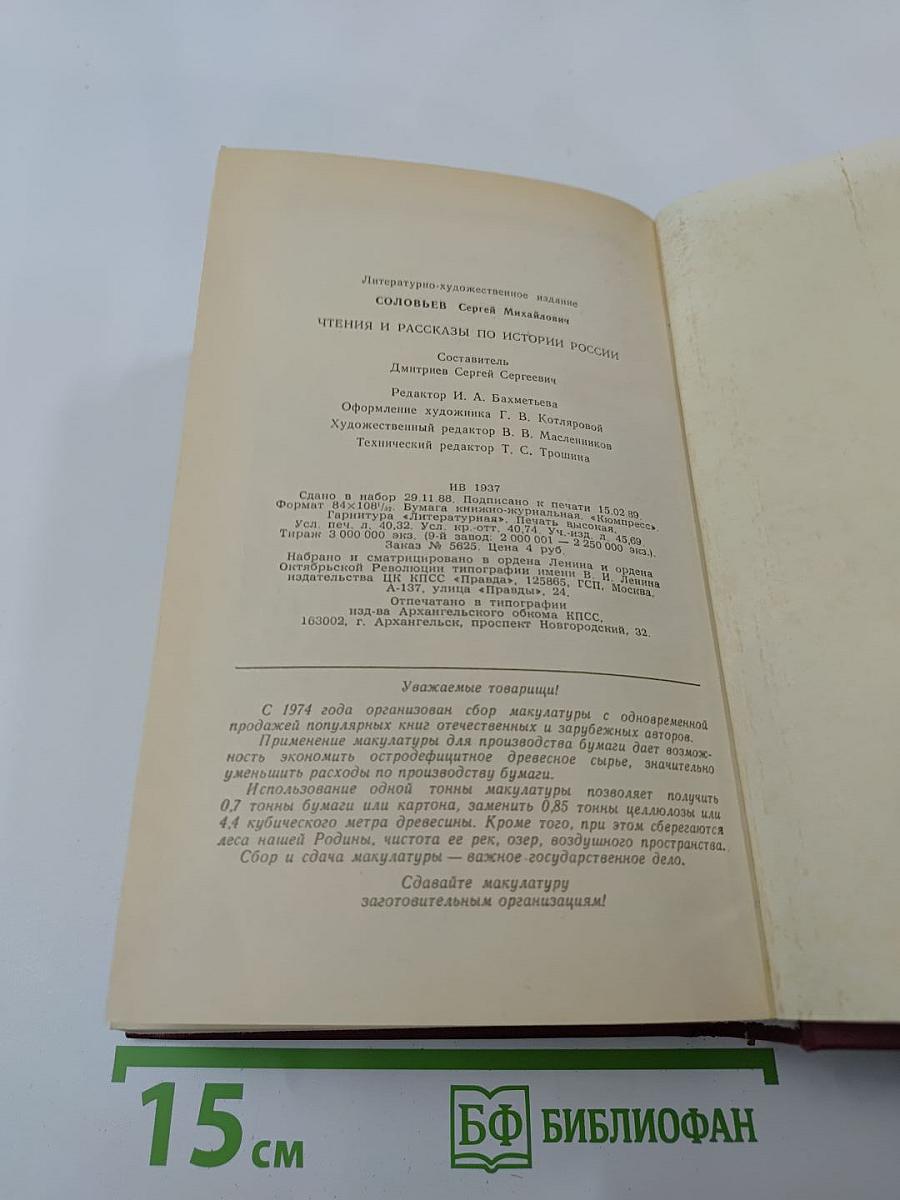 Литературно-художественное издание
СОЛОВЬЕВ Сергей Михайлович
ЧТЕНИЯ И РАССКАЗЫ ПО ИСТОРИИ РОССИИ
Составитель
Дмитриев Сергей Сергеевич
Редактор И. А. Бахметьева
Оформление художника Г. В. Котляровой
Художественный редактор В. В. Масленников
Технический редактор Т. С. Трошина
ИВ 1937
Сдано в набор 29.11.88. Подписано к печати 15.02.89.
Формат 84×108¹/₃₂. Бумага книжно-журнальная. «Кюмпресс».
Гарнитура «Литературная». Печать высокая.
Усл. печ. л. 40,32. Усл. кр.-отт. 40,74. Уч.-изд. л. 45,69.
Тираж 3 000 000 экз. (9-й завод: 2 000 001 — 2 250 000 экз.).
Заказ № 5625. Цена 4 руб.
Набрано и сматрицировано в ордена Ленина и ордена
Октябрьской Революции типографии имени В. И. Ленина
издательства ЦК КПСС «Правда», 125865, ГСП, Москва,
А-137, улица «Правды», 24.
Отпечатано в типографии
изд-ва Архангельского обкома КПСС,
163002, г. Архангельск, проспект Новгородский, 32.
Уважаемые товарищи!
С 1974 года организован сбор макулатуры с одновременной
продажей популярных книг отечественных и зарубежных авторов.
Применение макулатуры для производства бумаги дает возмож-
ность экономить остродефицитное древесное сырье, значительно
уменьшить расходы по производству бумаги.
Использование одной тонны макулатуры позволяет получить
0,7 тонны бумаги или картона, заменить 0,85 тонны целлюлозы или
4,4 кубического метра древесины. Кроме того, при этом сберегаются
леса нашей Родины, чистота ее рек, озер, воздушного пространства.
Сбор и сдача макулатуры — важное государственное дело.
Сдавайте макулатуру
заготовительным организациям!
15 см
БФ БИБЛИОФАН